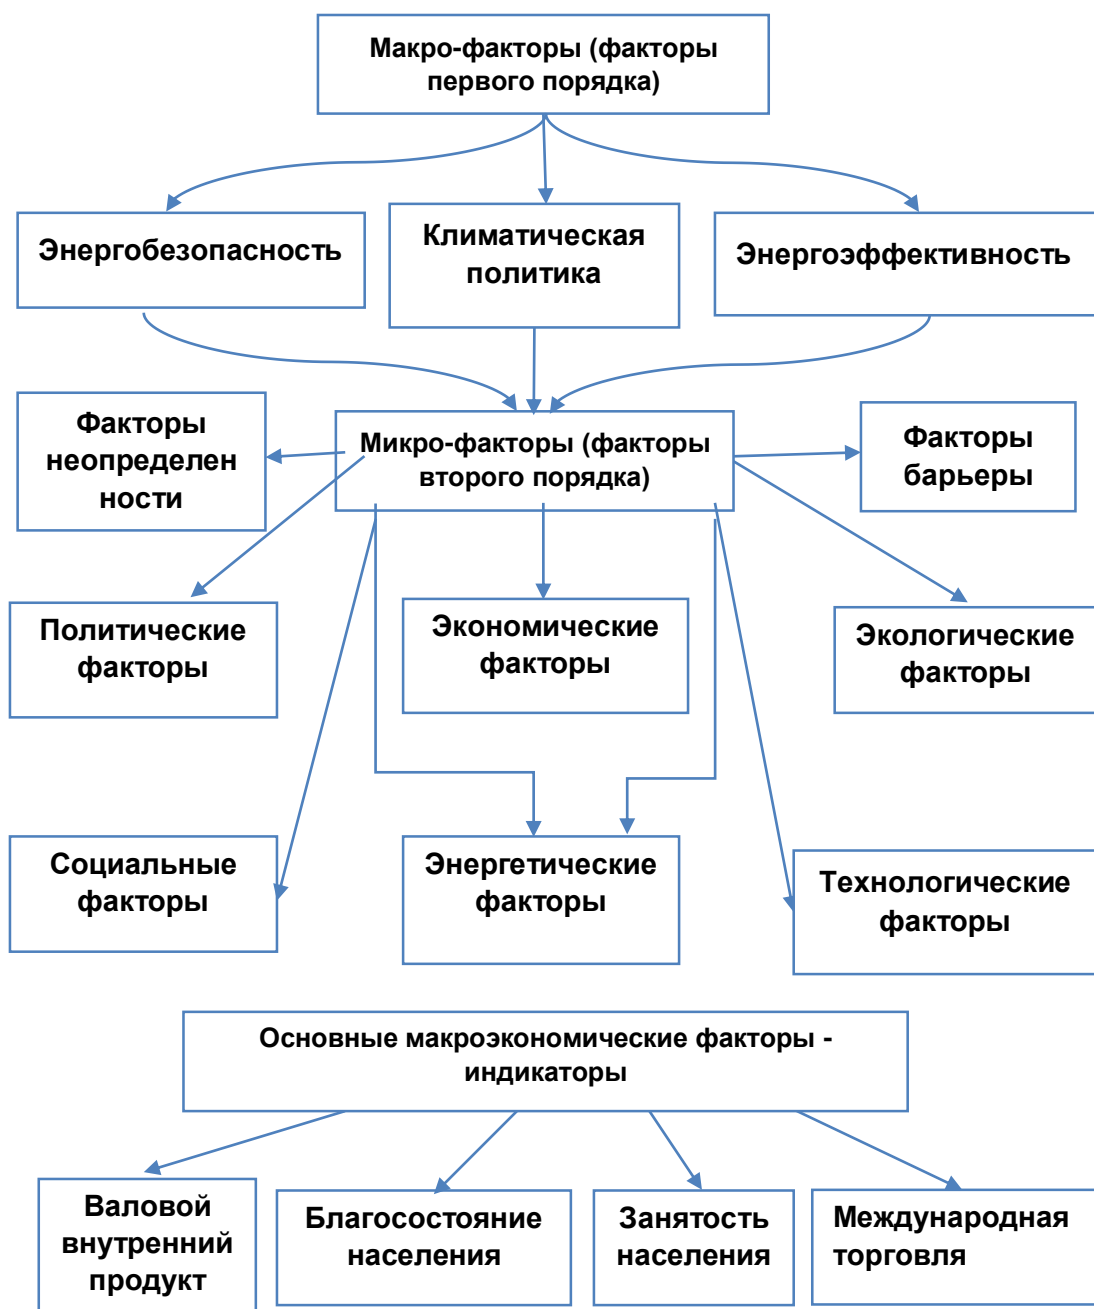 Макро-факторы (факторы
первого порядка)
Энергобезопасность
Климатическая
политика
Энергоэффективность
Факторы
неопределен
ности
Микро-факторы (факторы
второго порядка)
Факторы
барьеры
Политические
факторы
Экономические
факторы
Экологические
факторы
Социальные
факторы
Энергетические
факторы
Технологические
факторы
Основные макроэкономические факторы -
индикаторы
Валовой
внутренний
продукт
Благосостояние
населения
Занятость
населения
Международная
торговля